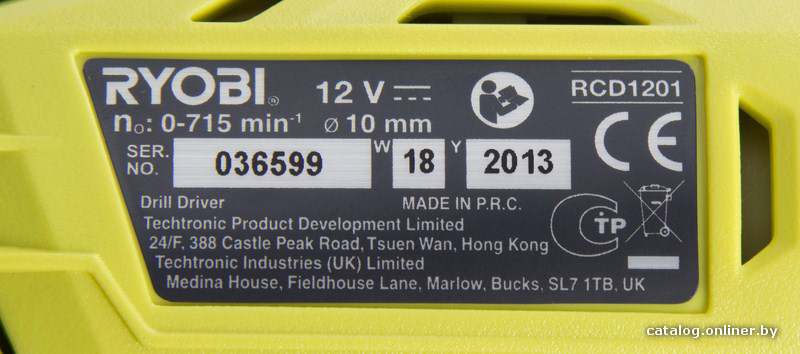 RYOBI® 12 V RCD1201
n₀: 0-715 min⁻¹ ø 10 mm
SER. NO. 036599 W 18 Y 2013
Drill Driver MADE IN P.R.C.
Techtronic Product Development Limited
24/F, 388 Castle Peak Road, Tsuen Wan, Hong Kong
Techtronic Industries (UK) Limited
Medina House, Fieldhouse Lane, Marlow, Bucks, SL7 1TB, UK
CE
CTP
catalog.onliner.by